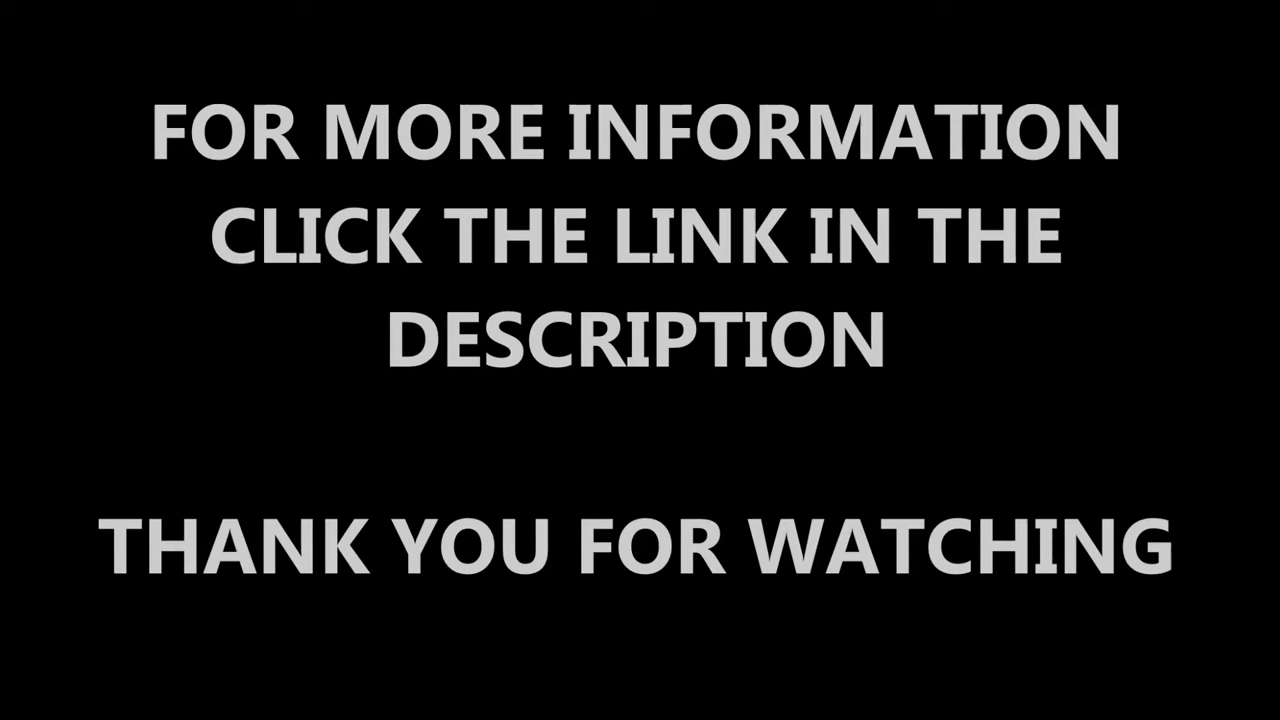 FOR MORE INFORMATION
CLICK THE LINK IN THE
DESCRIPTION
THANK YOU FOR WATCHING